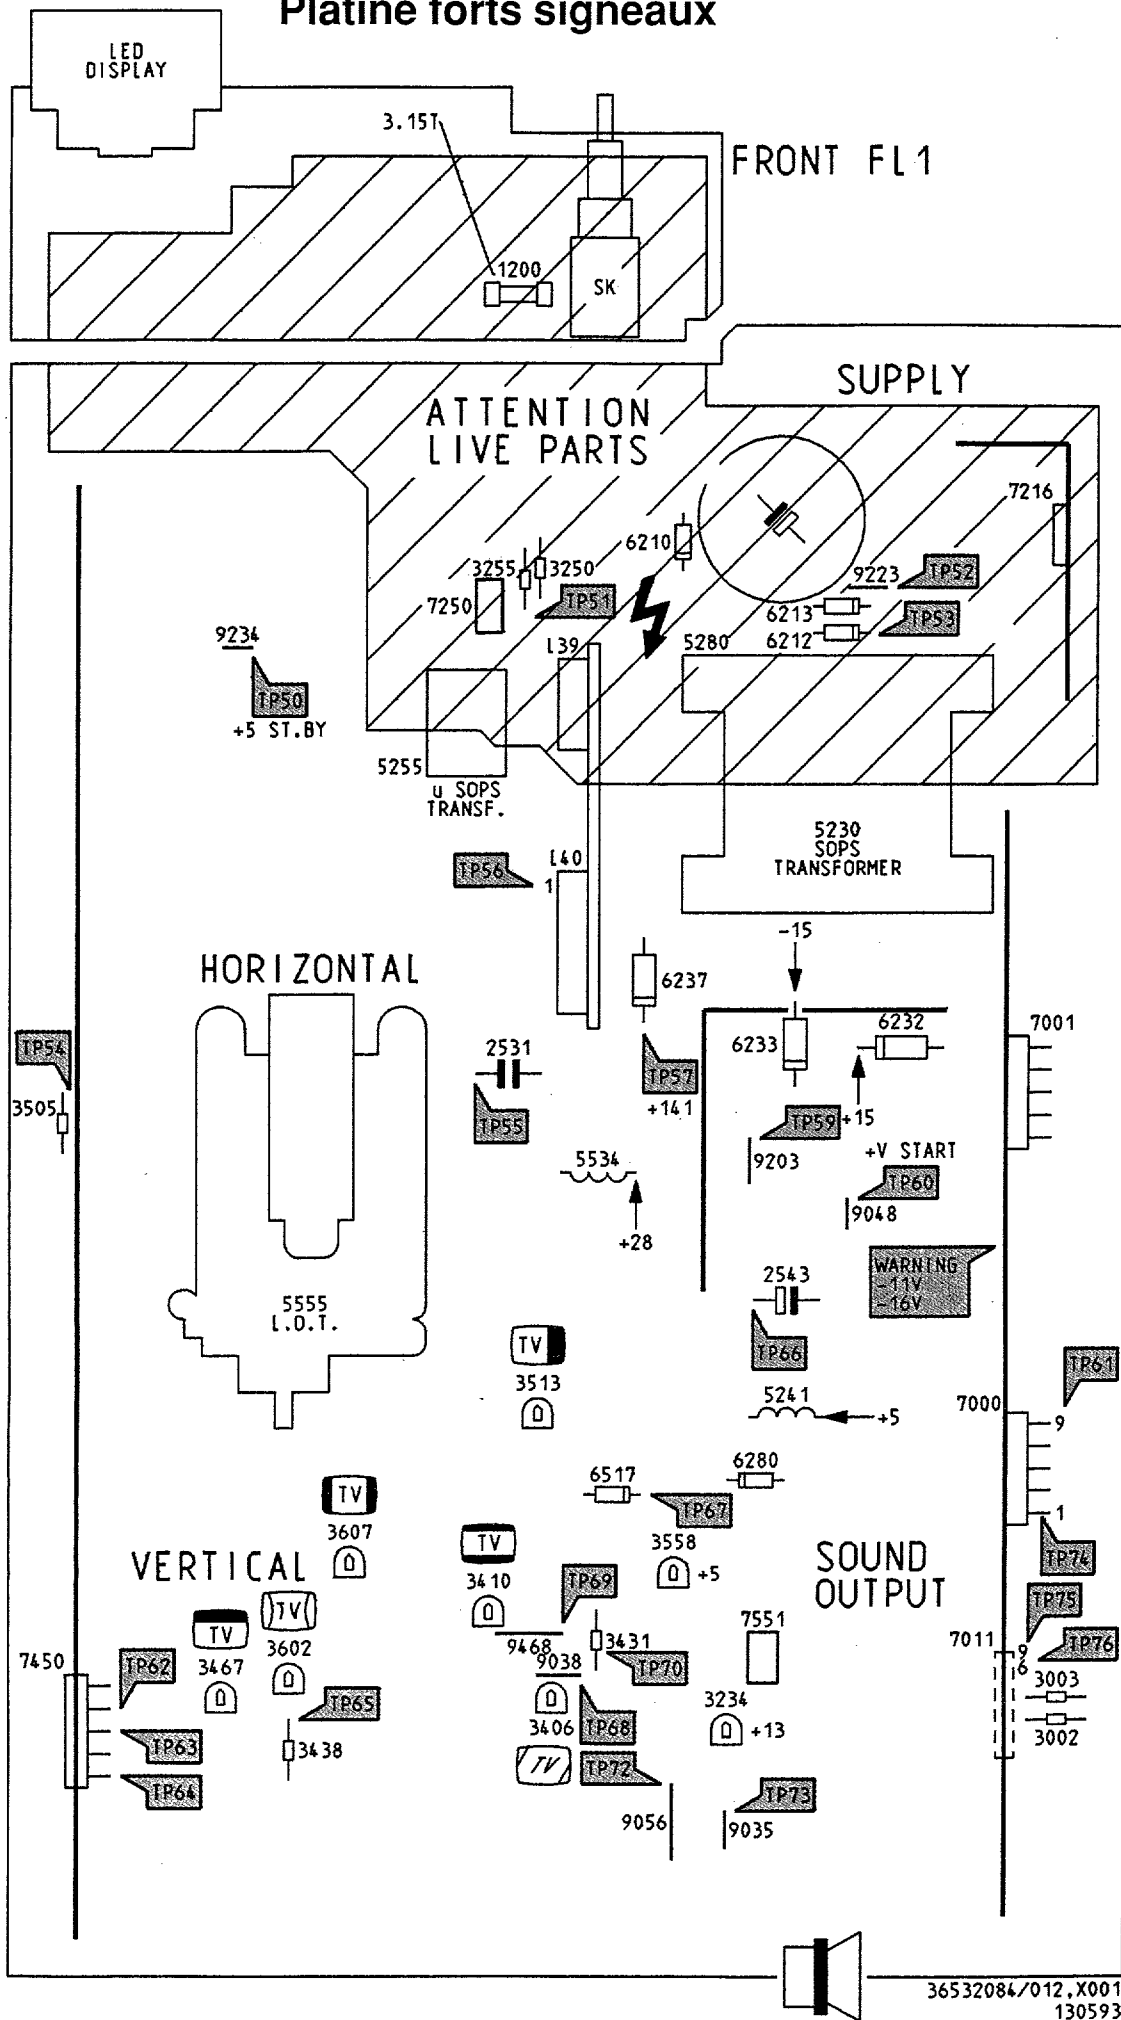 Platine forts signeaux
LED
DISPLAY
3.15T
FRONT FL1
1200
SK
SUPPLY
ATTENTION
LIVE PARTS
7216
6210
3255
3250
9223
TP52
7250
TP51
6213
TP53
6212
9234
L39
5280
TP50
+5 ST.BY
5255
u SOPS
TRANSF.
5230
SOPS
TRANSFORMER
TP56
L40
1
-15
HORIZONTAL
6237
6232
7001
6233
TP54
2531
TP57
+141
3505
TP55
TP59
+15
5534
9203
+V START
TP60
9048
+28
WARNING
-11V
-16V
2543
5555
L.O.T.
TV
TP66
TP61
3513
5241
+5
7000
9
6280
6517
TV
TP67
1
3607
TV
3558
+5
SOUND
OUTPUT
TP74
VERTICAL
3410
TP69
TP75
TV
TV
9468
3431
7551
7011
9
6
TP76
7450
TP62
3467
3602
9038
TP70
3003
TP65
3406
TP68
3234
+13
3002
TP63
3438
TV
TP72
TP64
TP73
9056
9035
36532084/012,X001
130593